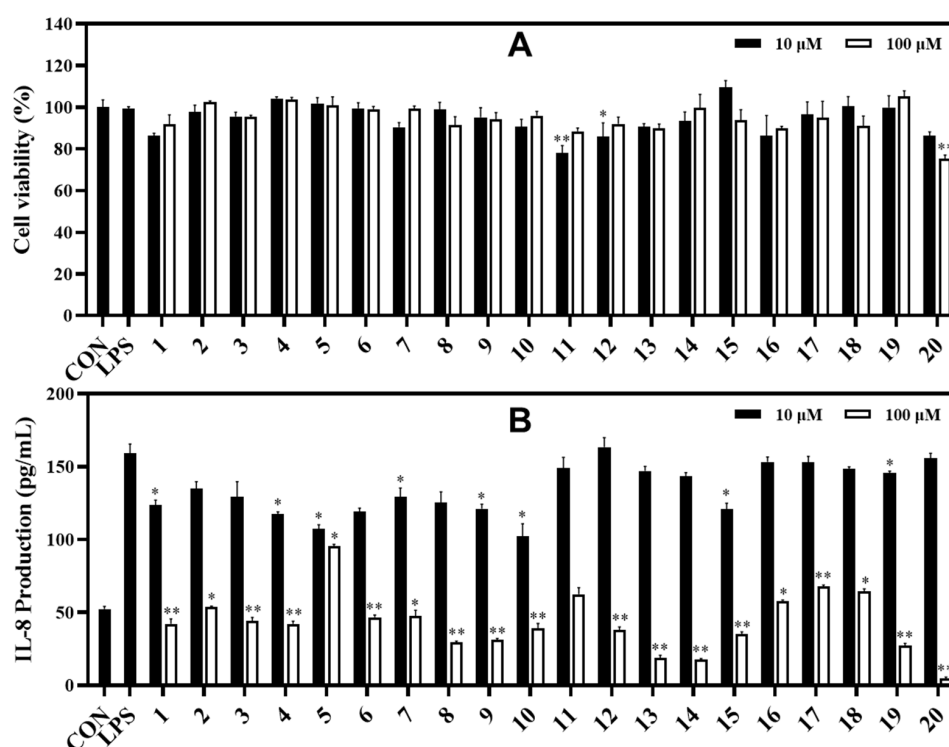 A
10 μM 100 μM
Cell viability (%)
140
120
100
80
60
40
20
0
** * **
CON LPS 1 2 3 4 5 6 7 8 9 10 11 12 13 14 15 16 17 18 19 20
B
10 μM 100 μM
IL-8 Production (pg/mL)
200
150
100
50
0
* * * * * * * *
** * ** ** * ** * ** ** ** ** ** ** ** * ** * ** **
CON LPS 1 2 3 4 5 6 7 8 9 10 11 12 13 14 15 16 17 18 19 20